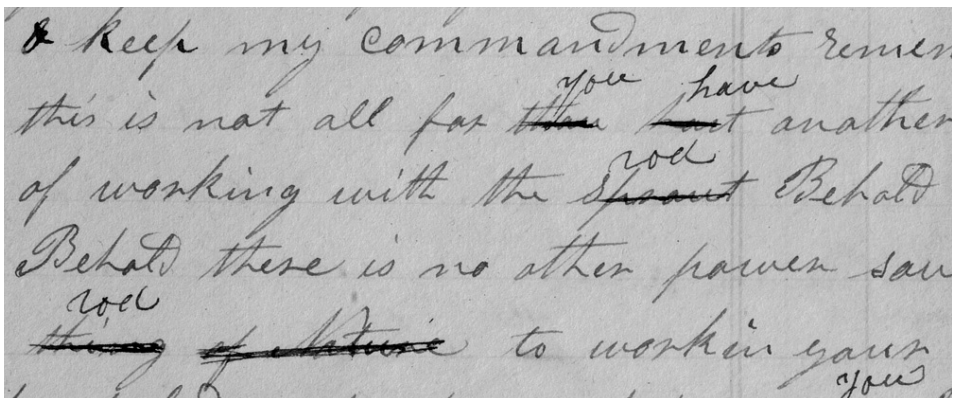 & keep my commandments remem
you have
this is not all for thou hast another
rod
of working with the sprout Behold
Behold there is no other power sav
rod
thing of Nature to work in your
you